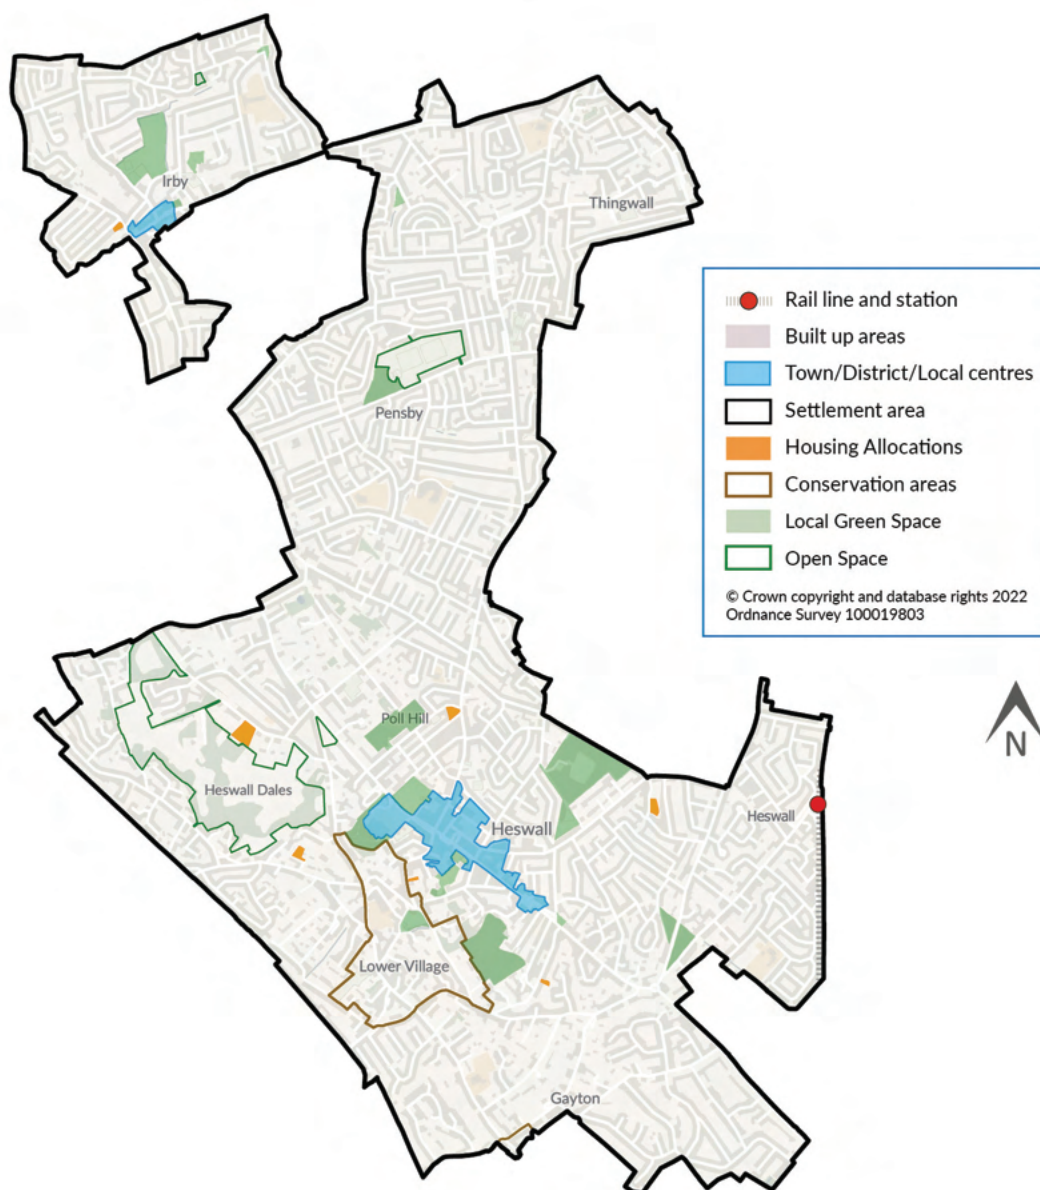 Irby
Thingwall
Pensby
Poll Hill
Heswall Dales
Heswall
Heswall
Lower Village
Gayton
Rail line and station
Built up areas
Town/District/Local centres
Settlement area
Housing Allocations
Conservation areas
Local Green Space
Open Space
© Crown copyright and database rights 2022
Ordnance Survey 100019803
N